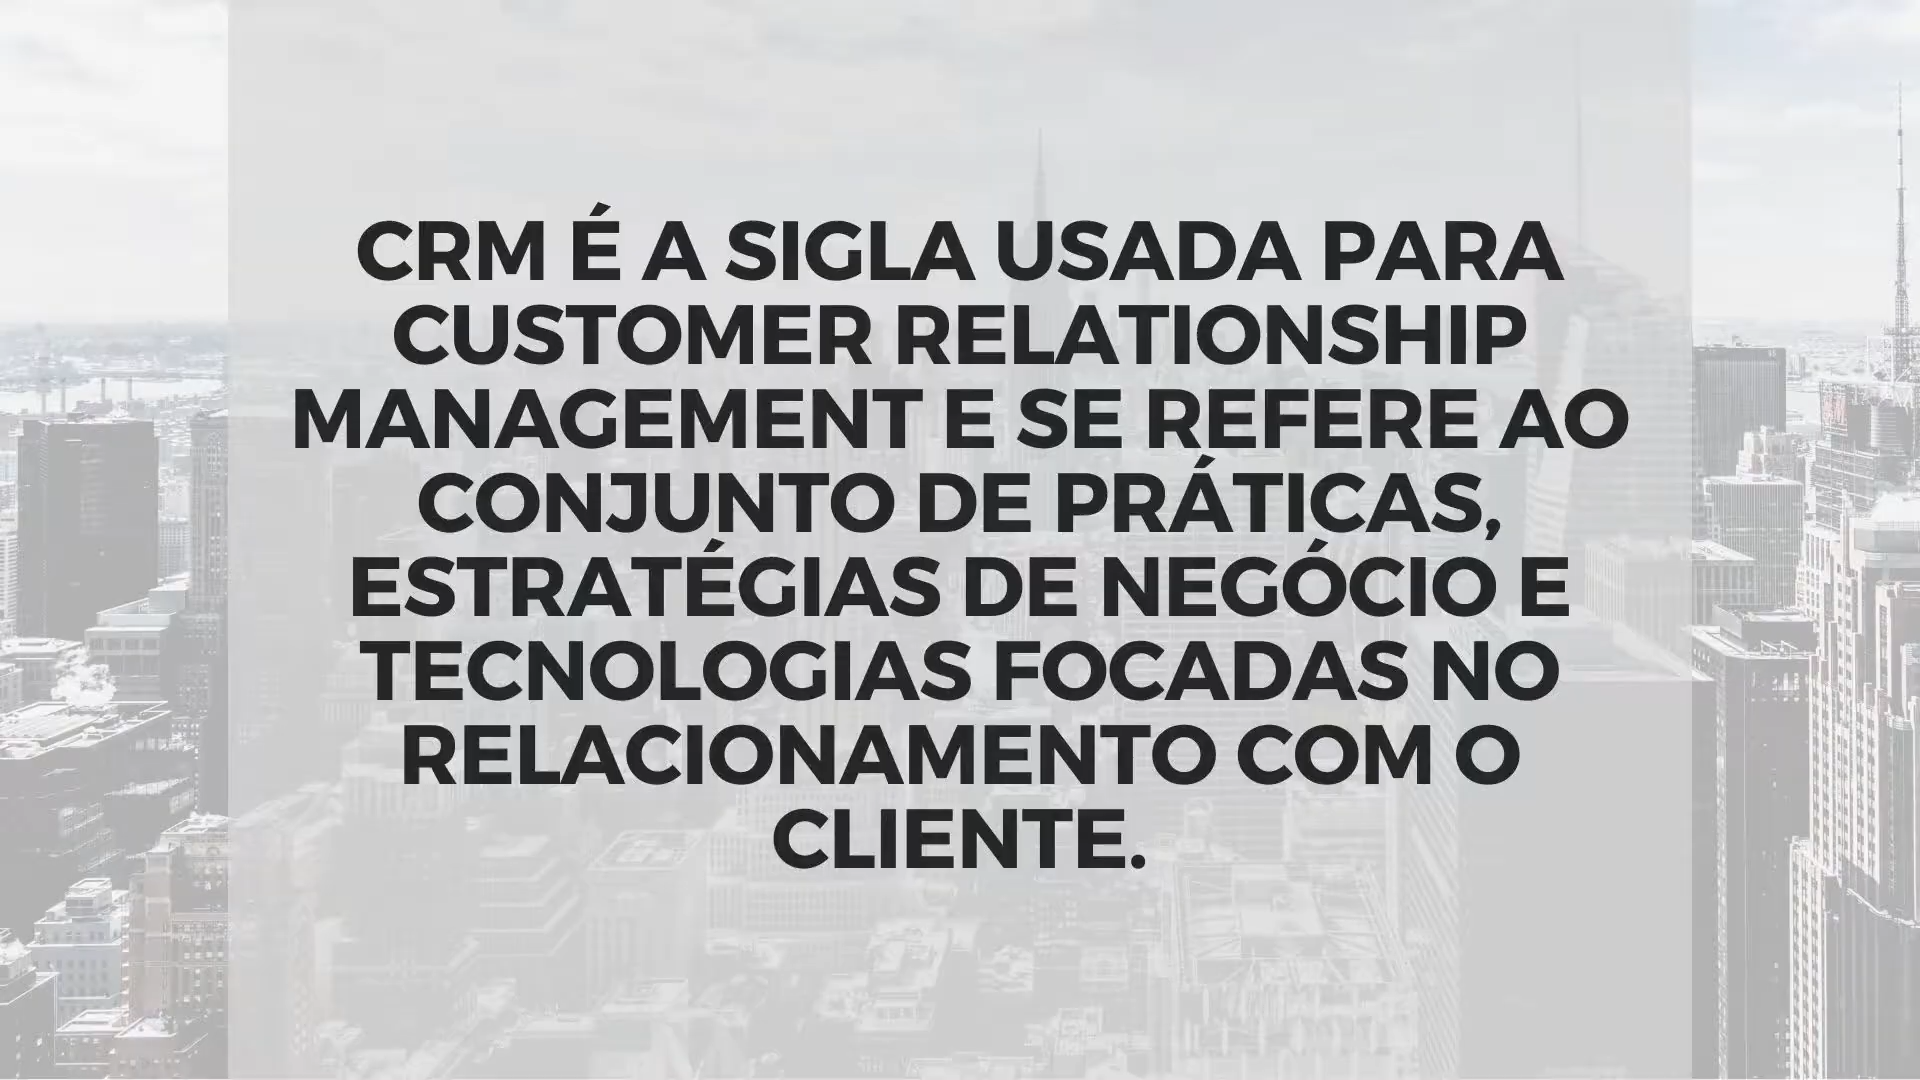 CRM É A SIGLA USADA PARA
CUSTOMER RELATIONSHIP
MANAGEMENT E SE REFERE AO
CONJUNTO DE PRÁTICAS,
ESTRATÉGIAS DE NEGÓCIO E
TECNOLOGIAS FOCADAS NO
RELACIONAMENTO COM O
CLIENTE.